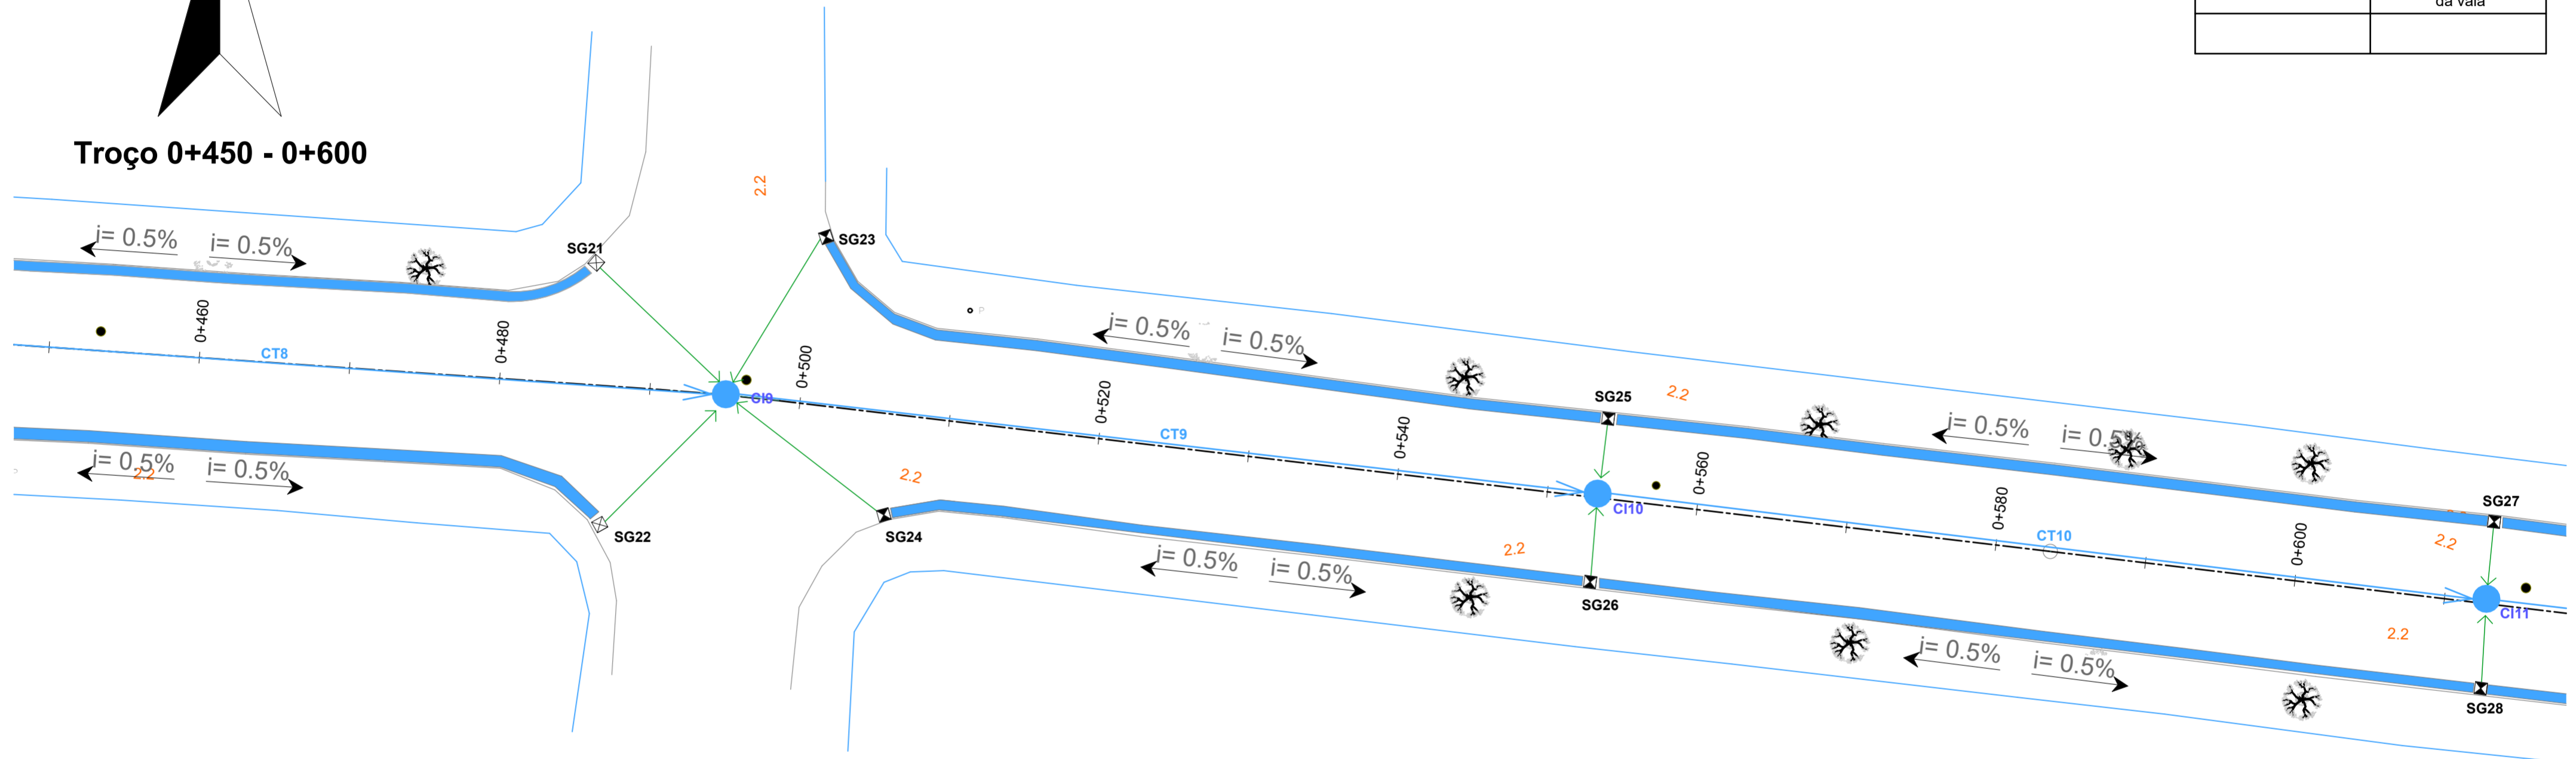 da vala
Troço 0+450 - 0+600
2.2
i= 0.5%
i= 0.5%
SG21
SG23
0+460
CT8
0+480
CI9
0+500
i= 0.5%
i= 0.5%
0+520
CT9
0+540
SG25
2.2
i= 0.5%
i= 0.5%
i= 0.5%
i= 0.5%
2.2
SG22
2.2
SG24
CI10
0+560
0+580
CT10
0+600
SG27
2.2
i= 0.5%
i= 0.5%
2.2
SG26
CI11
2.2
i= 0.5%
i= 0.5%
SG28